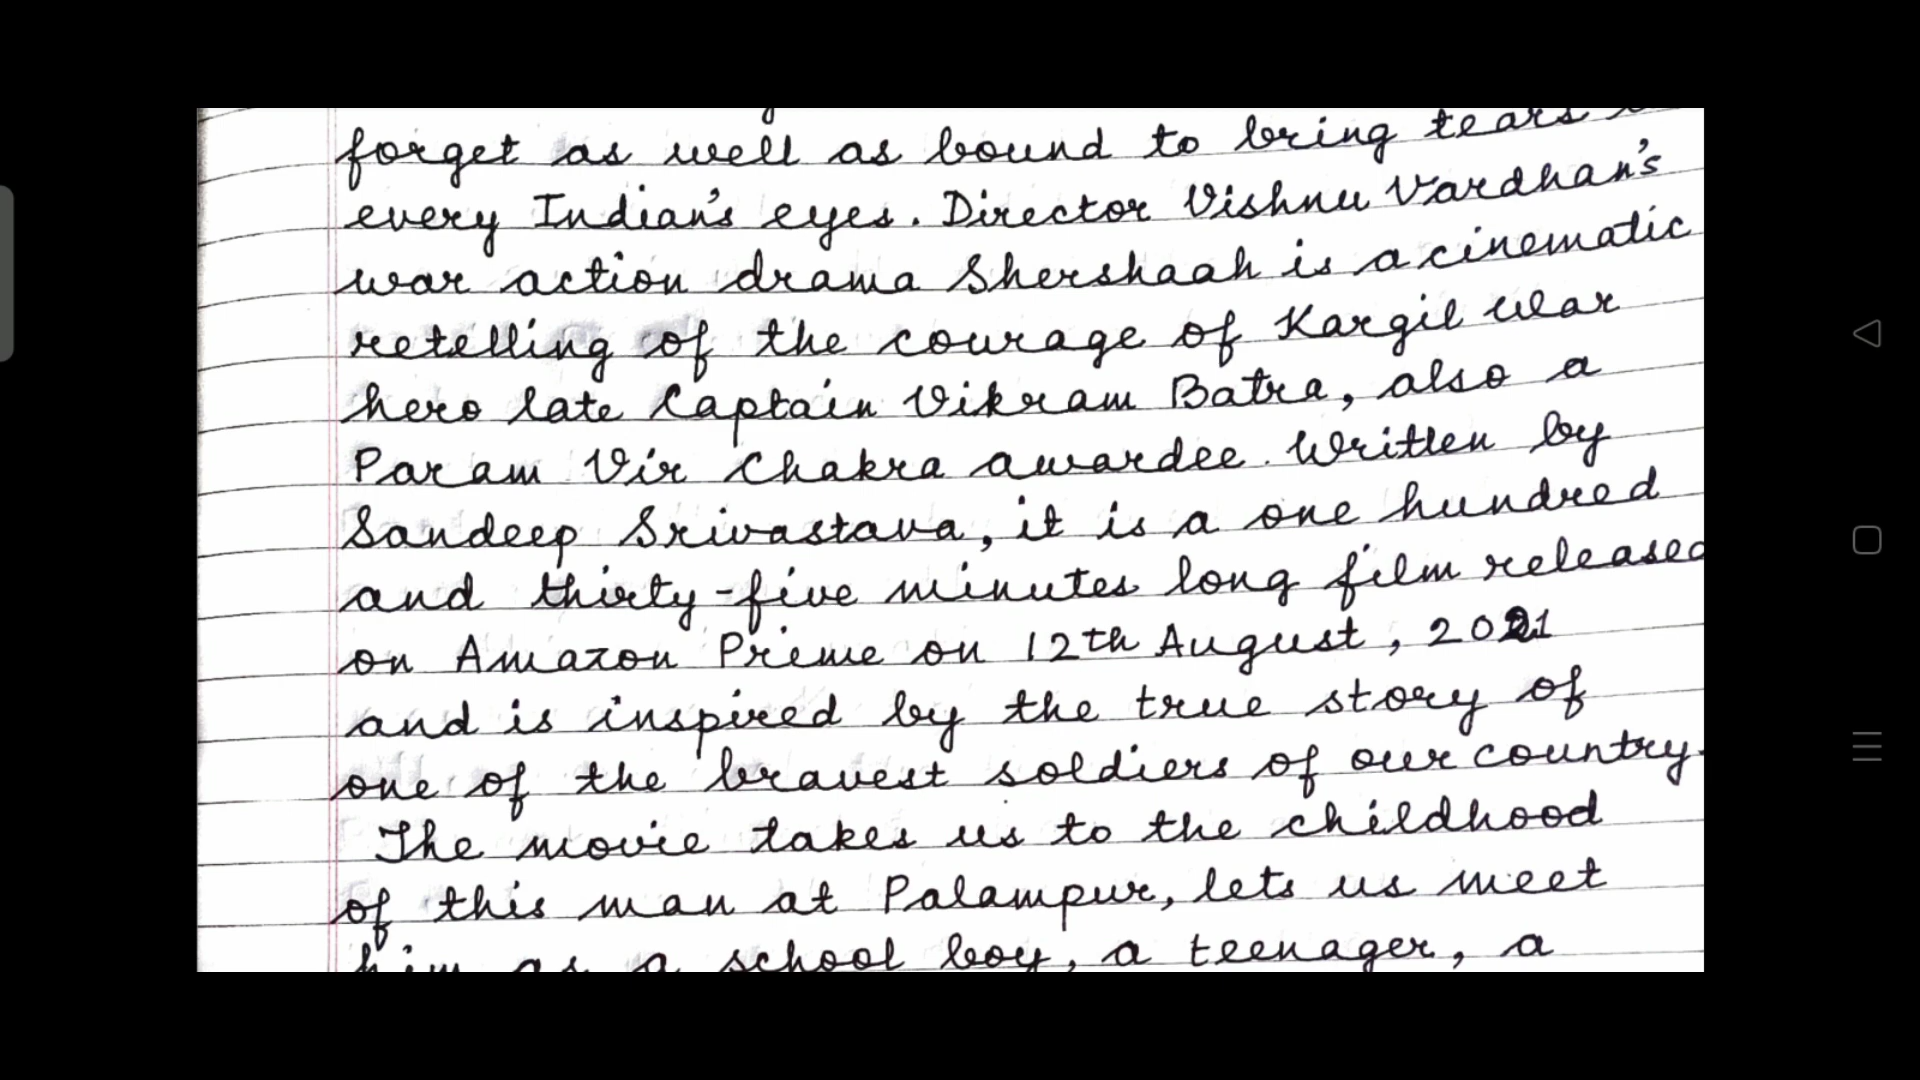 forget as well as bound to bring tears
every Indian's eyes. Director Vishnu Vardhan's
war action drama Shershaah is a cinematic
retelling of the courage of Kargil War
hero late Captain Vikram Batra, also a
Param Vir Chakra awardee. Written by
Sandeep Srivastava, it is a one hundred
and thirty-five minutes long film released
on Amazon Prime on 12th August, 2021
and is inspired by the true story of
one of the bravest soldiers of our country.
The movie takes us to the childhood
of this man at Palampur, lets us meet
him as a school boy, a teenager, a